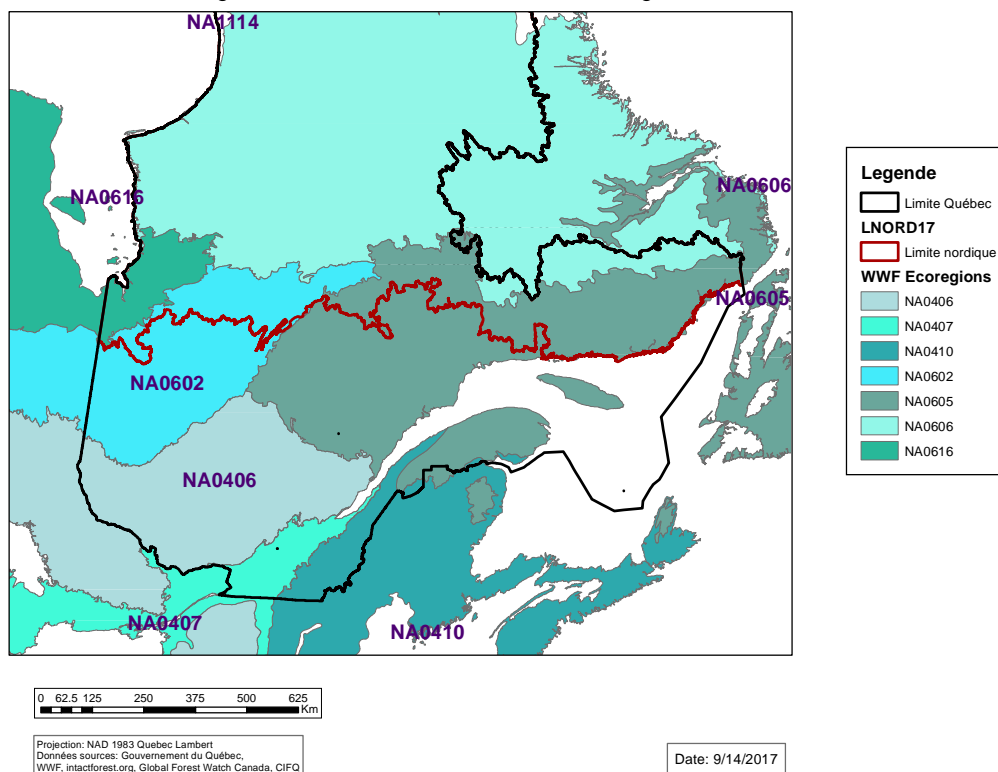 NA1114
NA0616
NA0606
NA0605
NA0602
NA0406
NA0407
NA0410
Legende
Limite Québec
LNORD17
Limite nordique
WWF Ecoregions
NA0406
NA0407
NA0410
NA0602
NA0605
NA0606
NA0616
0 62.5 125 250 375 500 625
Km
Projection: NAD 1983 Quebec Lambert
Données sources: Gouvernement du Québec,
WWF, intactforest.org, Global Forest Watch Canada, CIFQ
Date: 9/14/2017